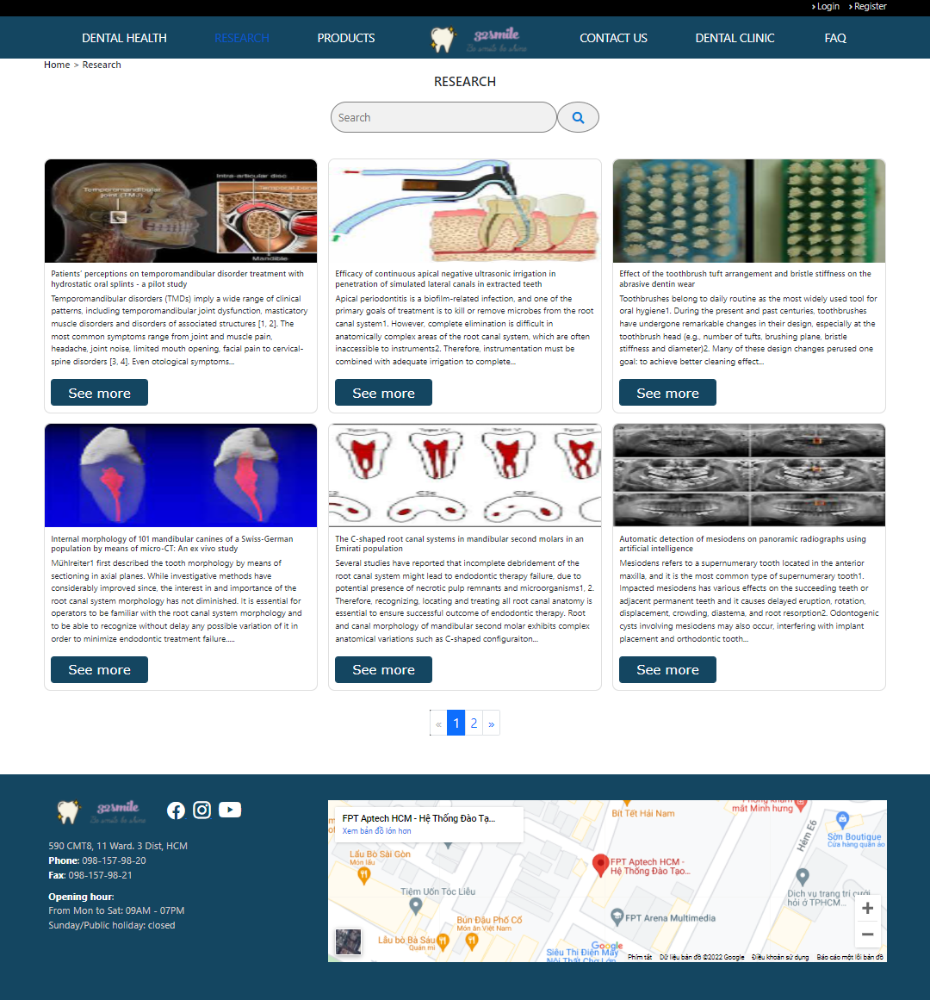 › Login › Register
DENTAL HEALTH RESEARCH PRODUCTS 32smile CONTACT US DENTAL CLINIC FAQ
Be smile be shine
Home > Research
RESEARCH
Search
Intra-articular disc
Temporomandibular
joint (TMJ)
Temporal bone
Mandible
Patients' perceptions on temporomandibular disorder treatment with
hydrostatic oral splints - a pilot study
Temporomandibular disorders (TMDs) imply a wide range of clinical
patterns, including temporomandibular joint dysfunction, masticatory
muscle disorders and disorders of associated structures [1, 2]. The
most common symptoms range from joint and muscle pain,
headache, joint noise, limited mouth opening, facial pain to cervical-
spine disorders [3, 4]. Even otological symptoms...
See more
Efficacy of continuous apical negative ultrasonic irrigation in
penetration of simulated lateral canals in extracted teeth
Apical periodontitis is a biofilm-related infection, and one of the
primary goals of treatment is to kill or remove microbes from the root
canal system1. However, complete elimination is difficult in
anatomically complex areas of the root canal system, which are often
inaccessible to instruments2. Therefore, instrumentation must be
combined with adequate irrigation to complete...
See more
Effect of the toothbrush tuft arrangement and bristle stiffness on the
abrasive dentin wear
Toothbrushes belong to daily routine as the most widely used tool for
oral hygiene1. During the present and past centuries, toothbrushes
have undergone remarkable changes in their design, especially at the
toothbrush head (e.g., number of tufts, brushing plane, bristle
stiffness and diameter)2. Many of these design changes perused one
goal: to achieve better cleaning effect...
See more
Internal morphology of 101 mandibular canines of a Swiss-German
population by means of micro-CT: An ex vivo study
Mühlreiter1 first described the tooth morphology by means of
sectioning in axial planes. While investigative methods have
considerably improved since, the interest in and importance of the
root canal system morphology has not diminished. It is essential for
operators to be familiar with the root canal system morphology and
to be able to recognize without delay any possible variation of it in
order to minimize endodontic treatment failure.....
See more
The C-shaped root canal systems in mandibular second molars in an
Emirati population
Several studies have reported that incomplete debridement of the
root canal system might lead to endodontic therapy failure, due to
potential presence of necrotic pulp remnants and microorganisms1, 2.
Therefore, recognizing, locating and treating all root canal anatomy is
essential to ensure successful outcome of endodontic therapy. Root
and canal morphology of mandibular second molar exhibits complex
anatomical variations such as C-shaped configuraiton...
See more
Automatic detection of mesiodens on panoramic radiographs using
artificial intelligence
Mesiodens refers to a supernumerary tooth located in the anterior
maxilla, and it is the most common type of supernumerary tooth1.
Impacted mesiodens has various effects on the succeeding teeth or
adjacent permanent teeth and it causes delayed eruption, rotation,
displacement, crowding, diastema, and root resorption2. Odontogenic
cysts involving mesiodens may also occur, interfering with implant
placement and orthodontic tooth...
See more
« 1 2 »
32smile
Be smile be shine
590 CMT8, 11 Ward. 3 Dist, HCM
Phone: 098-157-98-20
Fax: 098-157-98-21
Opening hour:
From Mon to Sat: 09AM - 07PM
Sunday/Public holiday: closed
FPT Aptech HCM - Hệ Thống Đào Tạ...
Xem bản đồ lớn hơn
Bít Tết Hải Nam
mắt Minh hưng
Hẻm E6
Sờn Boutique
Cửa hàng quần áo
Lẩu Bò Sài Gòn
Món lẩu
FPT Aptech HCM -
Hệ Thống Đào Tạo...
Tiệm Uốn Tóc Liêu
Dịch vụ trang trí cưới
hỏi ở TPHCM...
FPT Arena Multimedia
Bún Đậu Phố Cổ
Món ăn Việt Nam
Lẩu bò Bà Sáu
Quán mì
Siêu Thị Điện Máy
Nội Thất Chợ Lớn
Google
Phím tắt Dữ liệu bản đồ ©2022 Google Điều khoản sử dụng Báo cáo một lỗi bản đồ